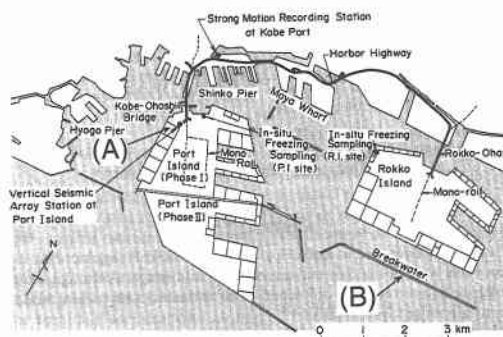 Strong Motion Recording Station
at Kobe Port
Harbor Highway
Kobe-Ohashi
Bridge
Shinko Pier
Maya Wharf
Hyogo Pier
(A)
In-situ Freezing
Sampling
(P.I. site)
In-situ Freezing
Sampling
(R.I. site)
Port
Island
(Phase I)
Mono-
Rail
Rokko
Island
Rokko-Oha
Mono-rail
Vertical Seismic
Array Station at
Port Island
Port Island
(Phase II)
N
Breakwater
(B)
0 1 2 3 km